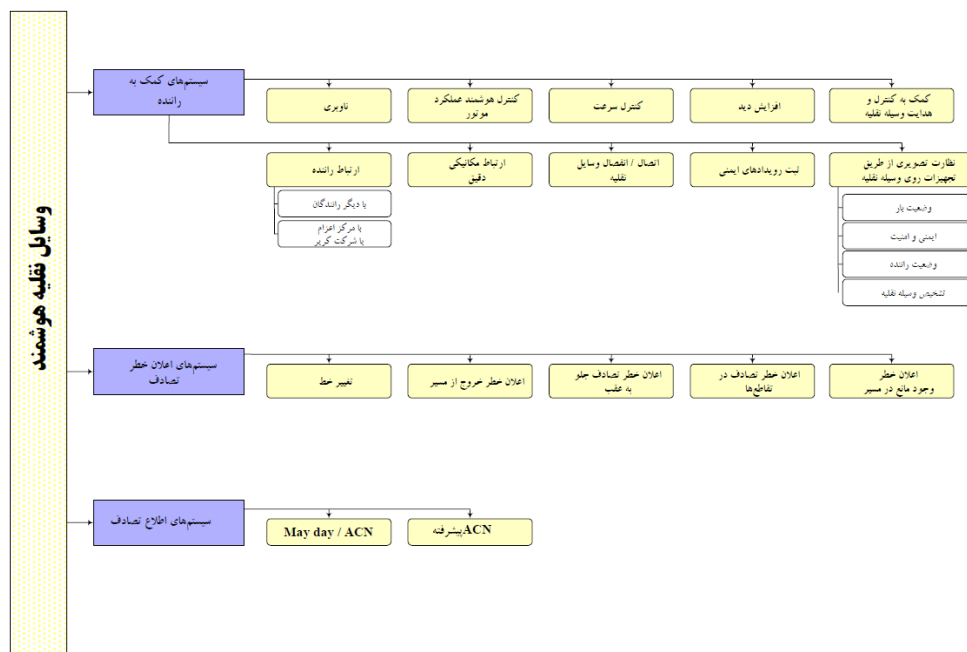 وسایل نقلیه هوشمند
سیستم‌های کمک به
راننده
کمک به کنترل و
هدایت وسیله نقلیه
افزایش دید
کنترل سرعت
کنترل هوشمند عملکرد
موتور
ناوبری
نظارت تصویری از طریق
تجهیزات روی وسیله نقلیه
وضعیت بار
ایمنی و امنیت
وضعیت راننده
تشخیص وسیله نقلیه
ثبت رویدادهای ایمنی
اتصال / انفصال وسایل
نقلیه
ارتباط مکانیکی
دقیق
ارتباط راننده
با دیگر رانندگان
با مرکز اعزام
یا شرکت کریر
سیستم‌های اعلان خطر
تصادف
اعلان خطر
وجود مانع در مسیر
اعلان خطر تصادف در
تقاطع‌ها
اعلان خطر تصادف جلو
به عقب
اعلان خطر خروج از مسیر
تغییر خط
سیستم‌های اطلاع تصادف
ACN پیشرفته
May day / ACN